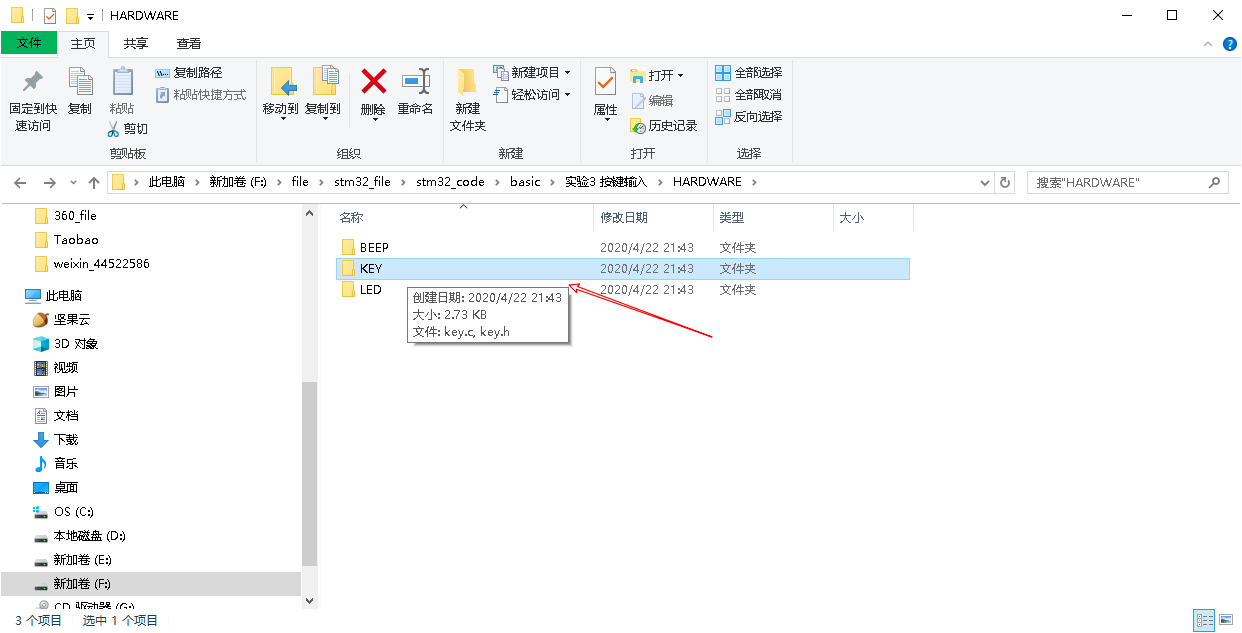 HARDWARE
文件 主页 共享 查看
固定到快速访问
复制
粘贴
复制路径
粘贴快捷方式
剪切
剪贴板
移动到
复制到
删除
重命名
组织
新建文件夹
新建项目
轻松访问
新建
属性
打开
编辑
历史记录
打开
全部选择
全部取消
反向选择
选择
此电脑 > 新加卷 (F:) > file > stm32_file > stm32_code > basic > 实验3 按键输入 > HARDWARE >
搜索"HARDWARE"
360_file
Taobao
weixin_44522586
此电脑
坚果云
3D 对象
视频
图片
文档
下载
音乐
桌面
OS (C:)
本地磁盘 (D:)
新加卷 (E:)
新加卷 (F:)
CD 驱动器 (G:)
名称 修改日期 类型 大小
BEEP 2020/4/22 21:43 文件夹
KEY 2020/4/22 21:43 文件夹
LED 2020/4/22 21:43 文件夹
创建日期: 2020/4/22 21:43
大小: 2.73 KB
文件: key.c, key.h
3 个项目 选中 1 个项目